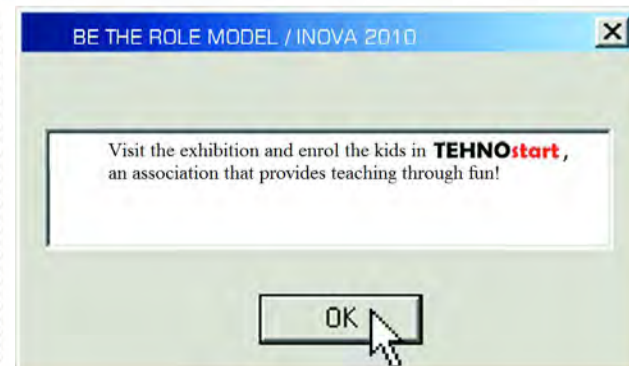 BE THE ROLE MODEL / INOVA 2010
Visit the exhibition and enrol the kids in TEHNOstart,
an association that provides teaching through fun!
OK